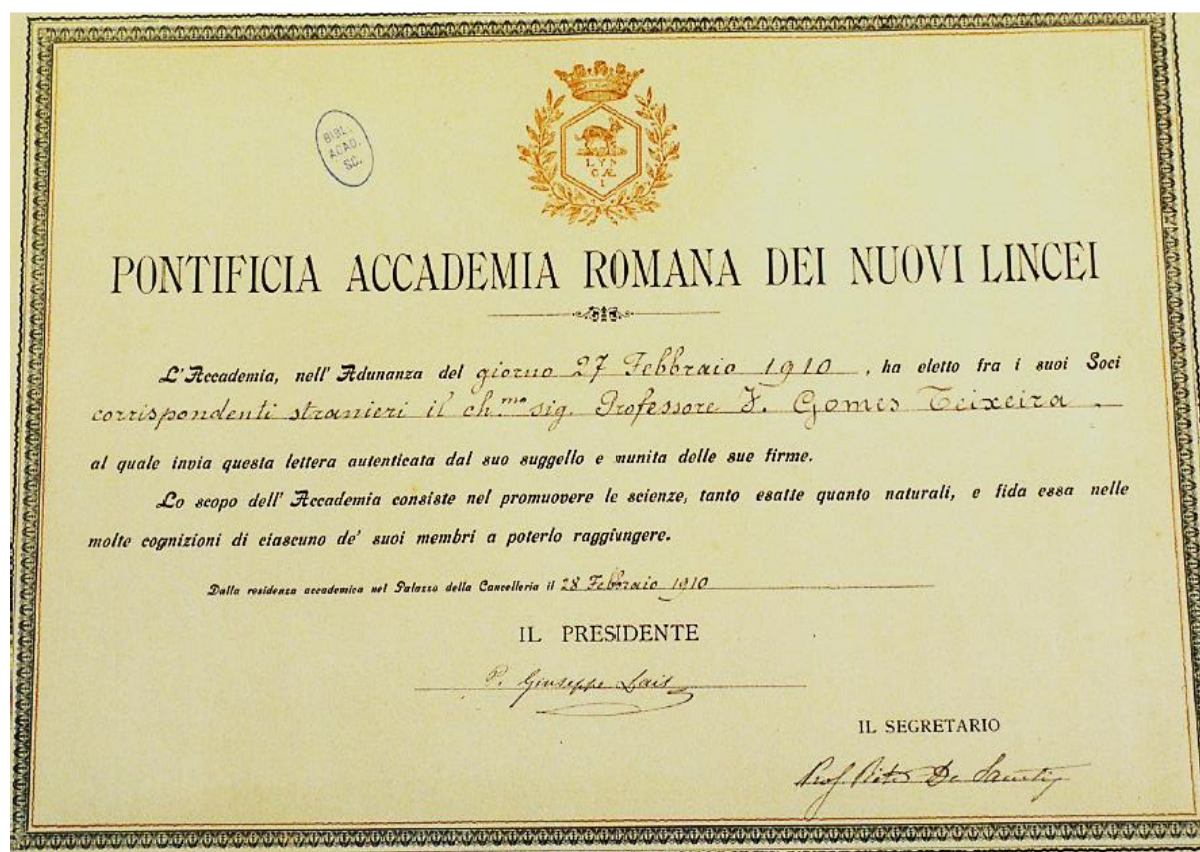 BIBL.
ACAD.
SC.
LYN
CÆ
I
PONTIFICIA ACCADEMIA ROMANA DEI NUOVI LINCEI
L'Accademia, nell' Adunanza del giorno 27 Febbraio 1910, ha eletto fra i suoi Soci
corrispondenti stranieri il ch.mo sig. Professore F. Gomes Teixeira
al quale invia questa lettera autenticata dal suo suggello e munita delle sue firme.
Lo scopo dell' Accademia consiste nel promuovere le scienze, tanto esatte quanto naturali, e fida essa nelle
molte cognizioni di ciascuno de' suoi membri a poterlo raggiungere.
Dalla residenza accademica nel Palazzo della Cancelleria il 28 Febbraio 1910
IL PRESIDENTE
P. Giuseppe Lais
IL SEGRETARIO
Prof. De Sanctis